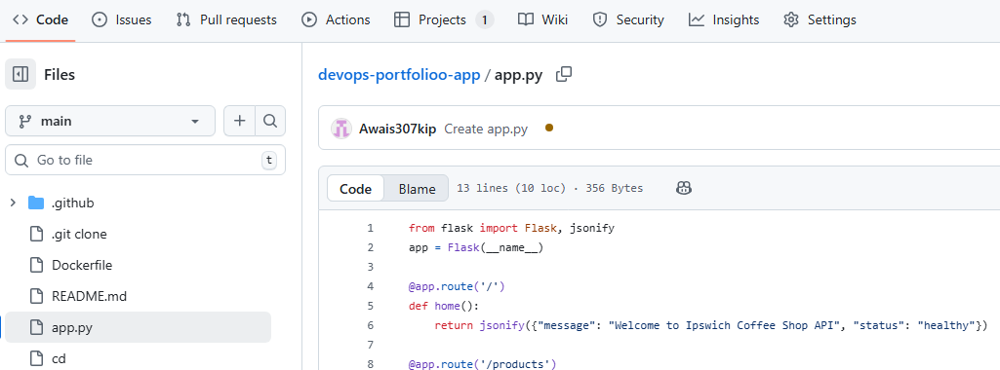 Code Issues Pull requests Actions Projects 1 Wiki Security Insights Settings
Files
main
Go to file t
.github
.git clone
Dockerfile
README.md
app.py
cd
devops-portfolioo-app / app.py
Awais307kip Create app.py
Code Blame 13 lines (10 loc) · 356 Bytes
1 from flask import Flask, jsonify
2 app = Flask(__name__)
3
4 @app.route('/')
5 def home():
6 return jsonify({"message": "Welcome to Ipswich Coffee Shop API", "status": "healthy"})
7
8 @app.route('/products')